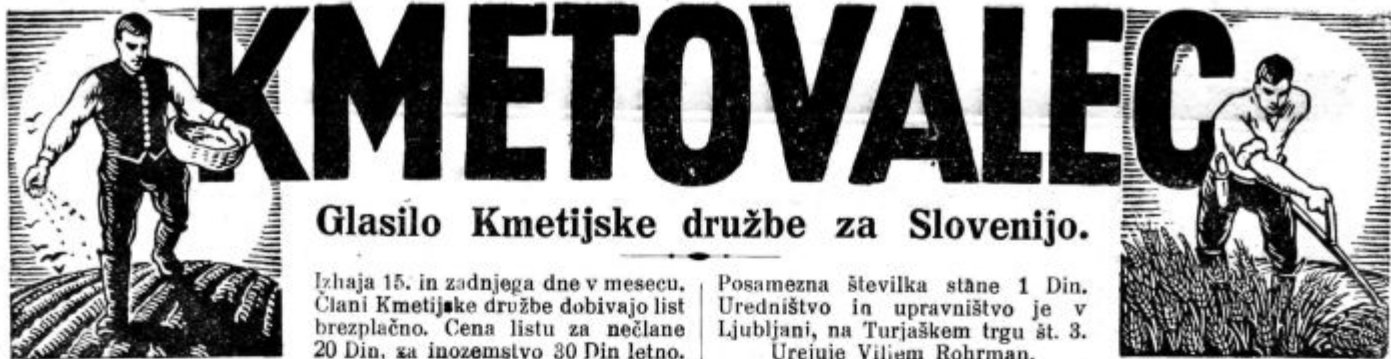 KMETOVALEC
Glasilo Kmetijske družbe za Slovenijo.
Izhaja 15. in zadnjega dne v mesecu.
Člani Kmetijske družbe dobivajo list
brezplačno. Cena listu za nečlane
20 Din, za inozemstvo 30 Din letno.
Posamezna številka stane 1 Din.
Uredništvo in upravništvo je v
Ljubljani, na Turjaškem trgu št. 3.
Urejuje Viljem Rohrman.